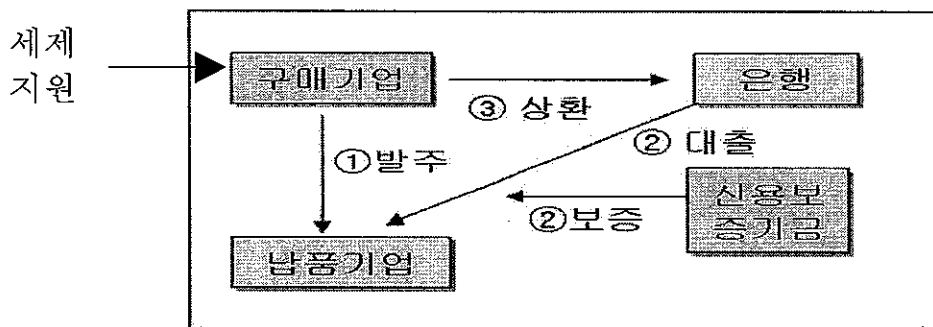 세제
지원
구매기업
은행
③ 상환
② 대출
①발주
신용보
증기금
②보증
납품기업